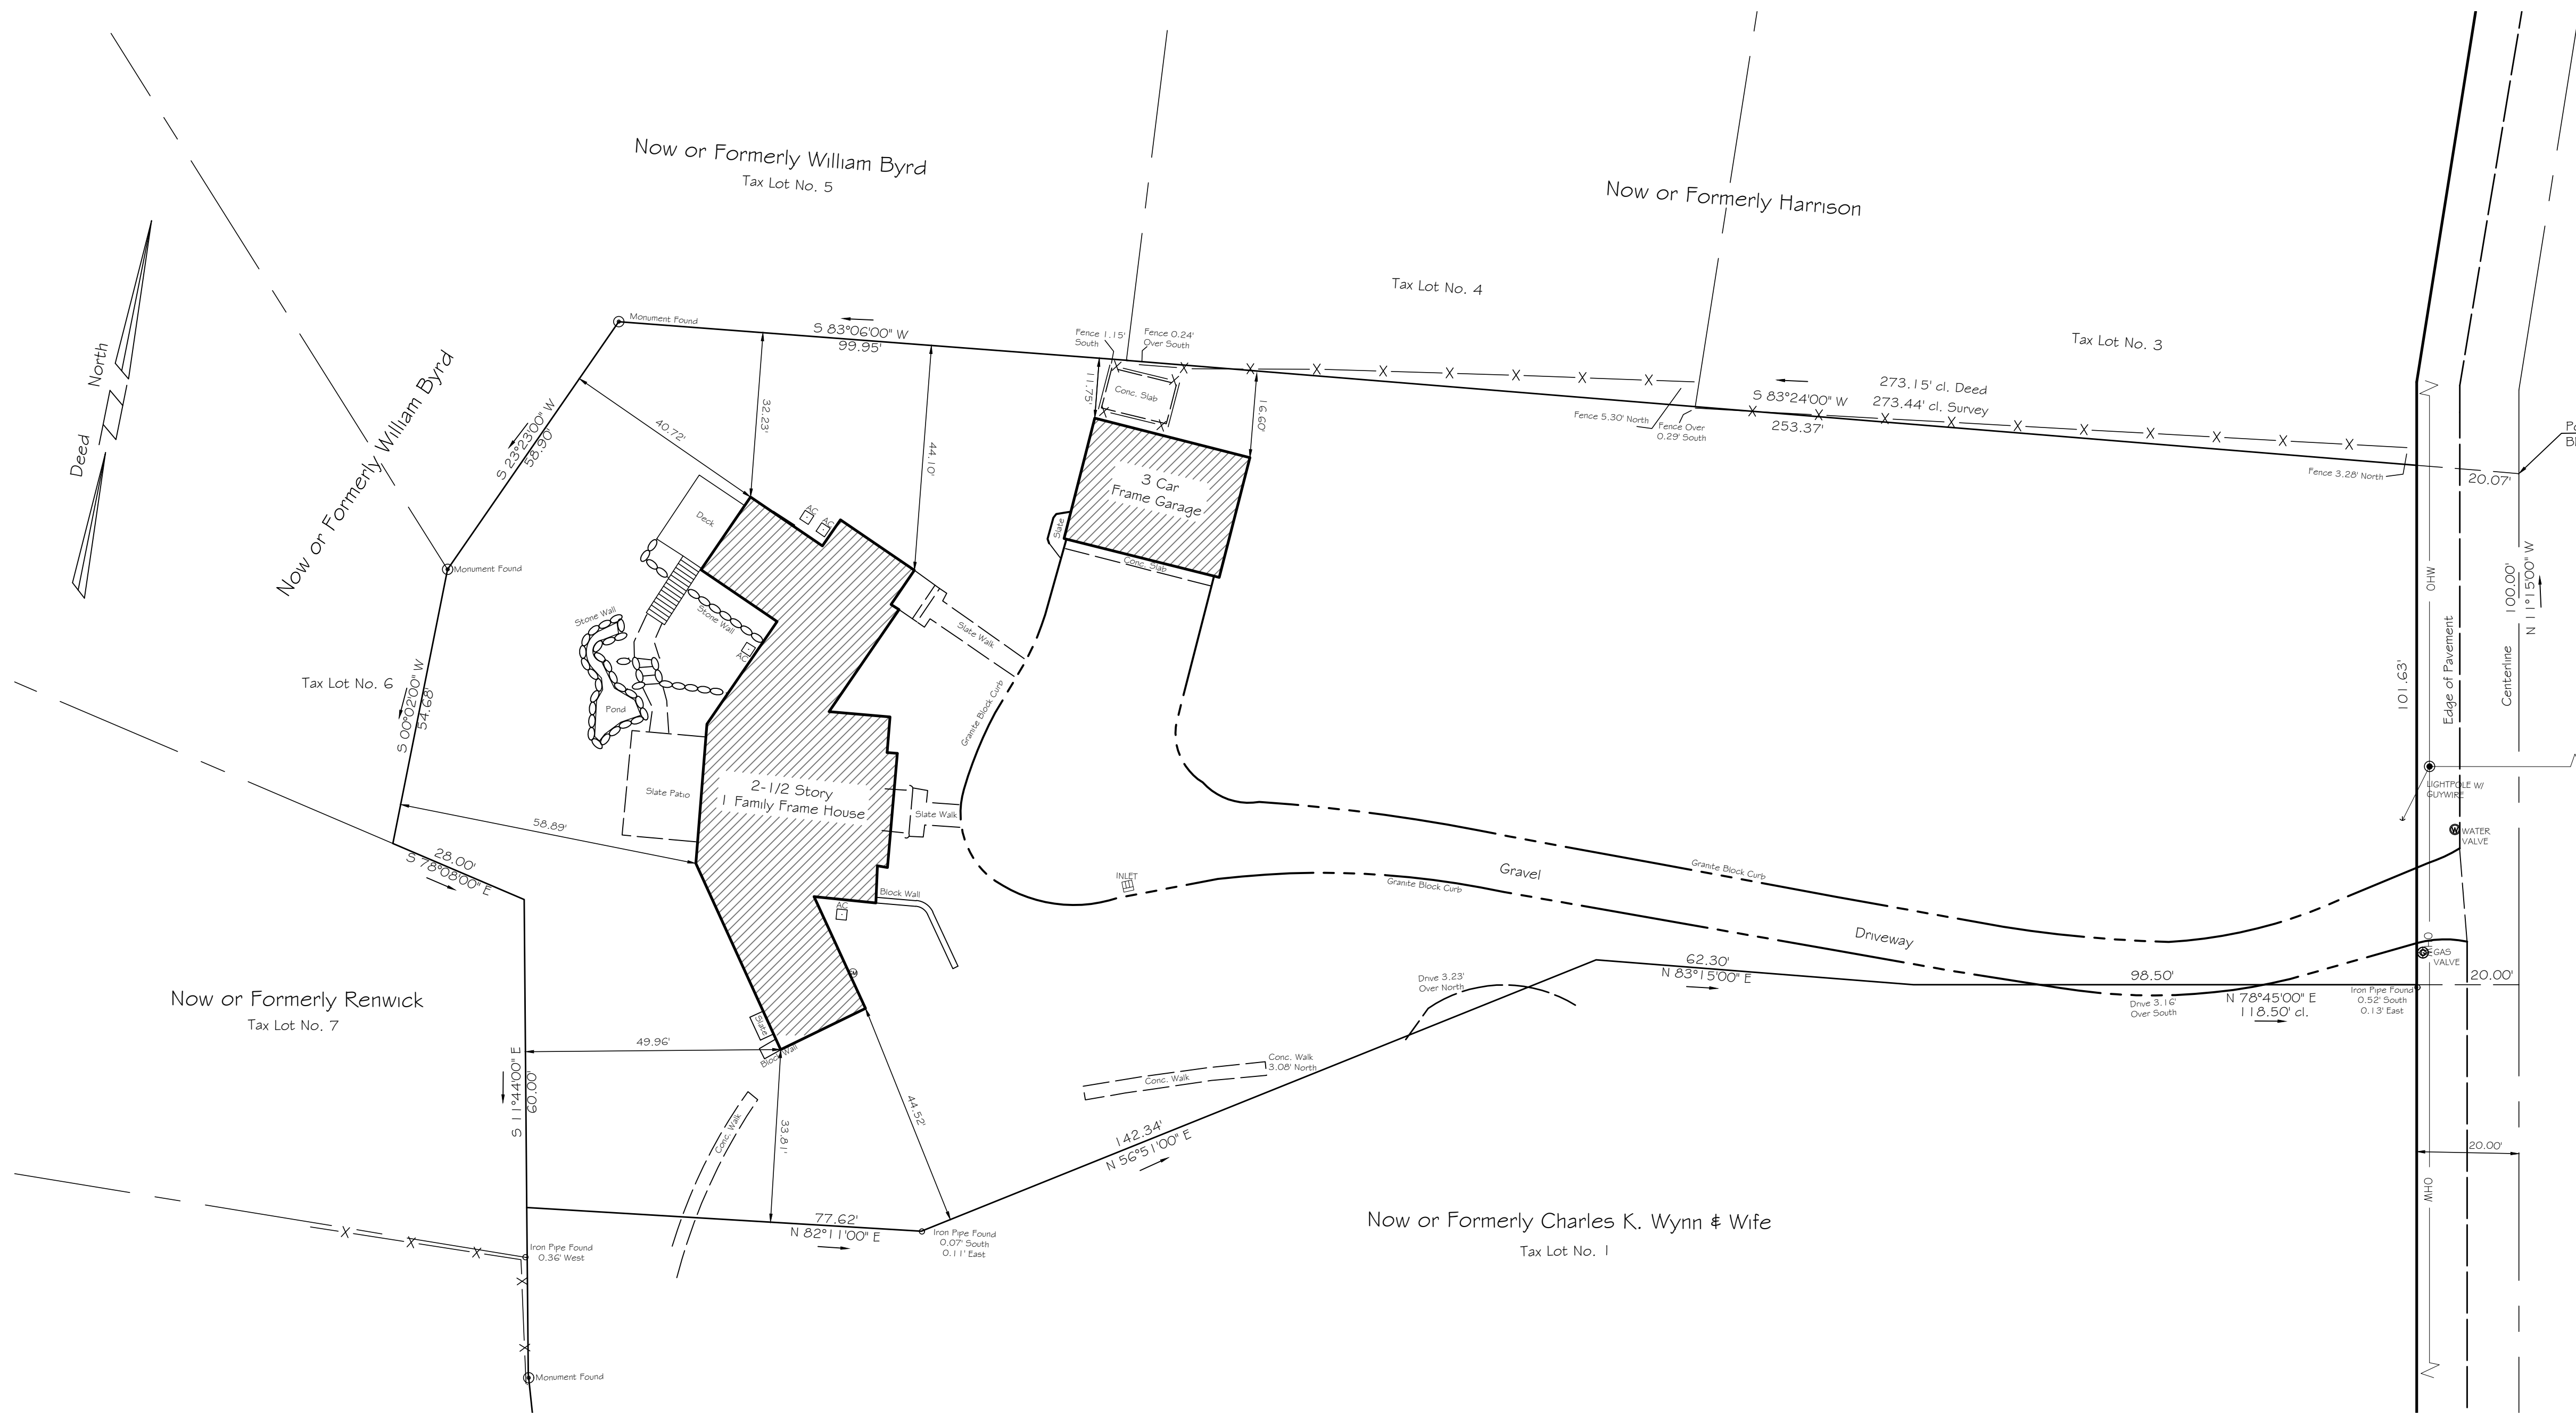 Now or Formerly William Byrd
Tax Lot No. 5
Now or Formerly Harrison
Tax Lot No. 4
Tax Lot No. 3
Deed North
Now or Formerly William Byrd
Tax Lot No. 6
Monument Found
S 83°06'00" W
99.95'
Fence 1.15'
South
Fence 0.24'
Over South
Conc. Slab
11.75'
16.60'
32.23'
44.10'
40.72'
S 23°23'00" W
58.90'
Monument Found
S 00°02'00" W
54.68'
Fence 5.30' North
Fence Over
0.29' South
S 83°24'00" W
253.37'
273.15' cl. Deed
273.44' cl. Survey
Fence 3.28' North
20.07'
Po
3 Car
Frame Garage
Slate
Conc. Slab
Deck
AC
AC
Stone Wall
Stone Wall
AC
Pond
Slate Patio
Slate Walk
Granite Block Curb
2-1/2 Story
1 Family Frame House
Slate Walk
58.89'
28.00'
S 78°08'00" E
Block Wall
AC
INLET
Gravel
Granite Block Curb
Granite Block Curb
Driveway
OHW
101.63'
Edge of Pavement
Centerline
100.00'
N 11°15'00" W
LIGHTPOLE W/
GUYWIRE
WATER
VALVE
W
GAS
VALVE
OHW
GM
62.30'
N 83°15'00" E
Drive 3.23'
Over North
98.50'
20.00'
Iron Pipe Found
0.52' South
0.13' East
N 78°45'00" E
118.50' cl.
Drive 3.16'
Over South
Now or Formerly Renwick
Tax Lot No. 7
49.96'
Slate
Block Wall
S 11°44'00" E
60.00'
Conc. Walk
33.81'
44.52'
Conc. Walk
Conc. Walk
3.08' North
142.34'
N 56°51'00" E
20.00'
OHW
77.62'
N 82°11'00" E
Iron Pipe Found
0.07' South
0.11' East
Now or Formerly Charles K. Wynn & Wife
Tax Lot No. 1
Iron Pipe Found
0.36' West
Monument Found